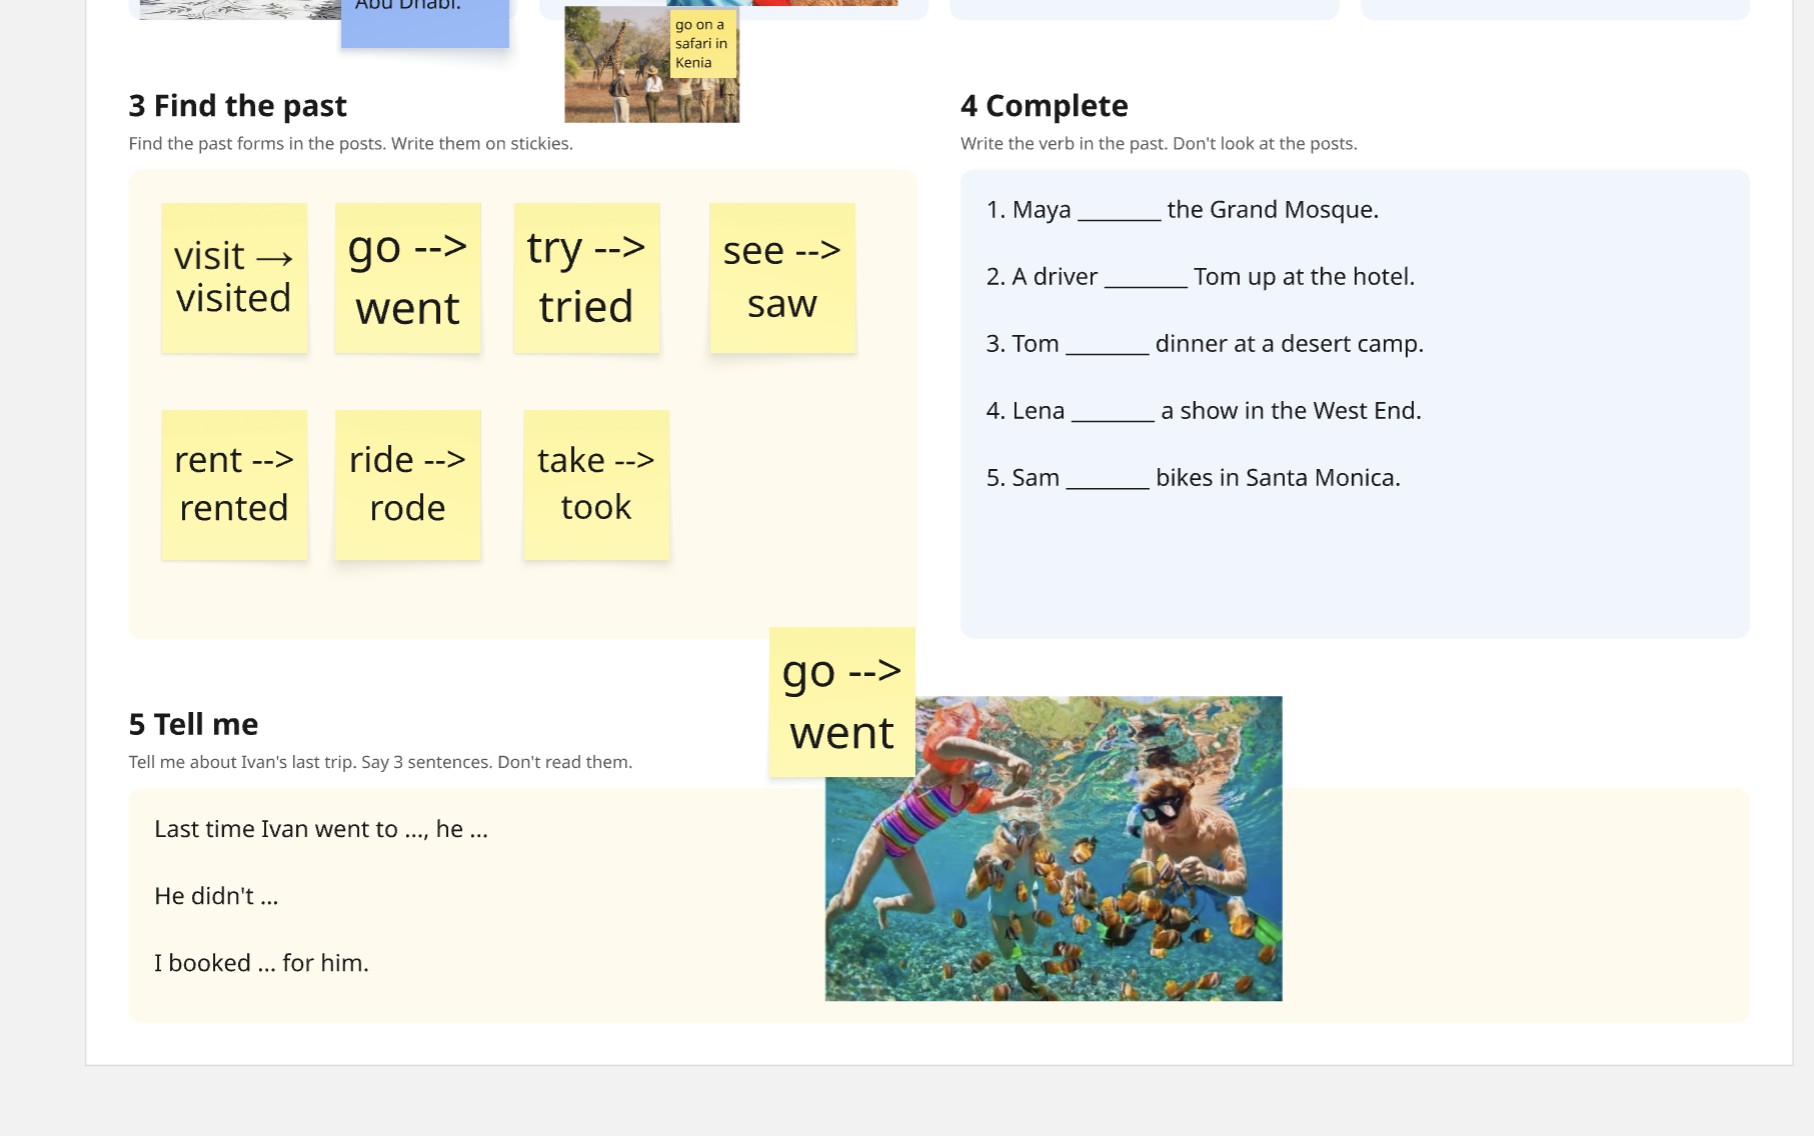 Abu Dhabi.
go on a
safari in
Kenia
3 Find the past
Find the past forms in the posts. Write them on stickies.
visit →
visited
go -->
went
try -->
tried
see -->
saw
rent -->
rented
ride -->
rode
take -->
took
4 Complete
Write the verb in the past. Don't look at the posts.
1. Maya _______ the Grand Mosque.
2. A driver _______ Tom up at the hotel.
3. Tom _______ dinner at a desert camp.
4. Lena _______ a show in the West End.
5. Sam _______ bikes in Santa Monica.
go -->
went
5 Tell me
Tell me about Ivan's last trip. Say 3 sentences. Don't read them.
Last time Ivan went to ..., he ...
He didn't ...
I booked ... for him.